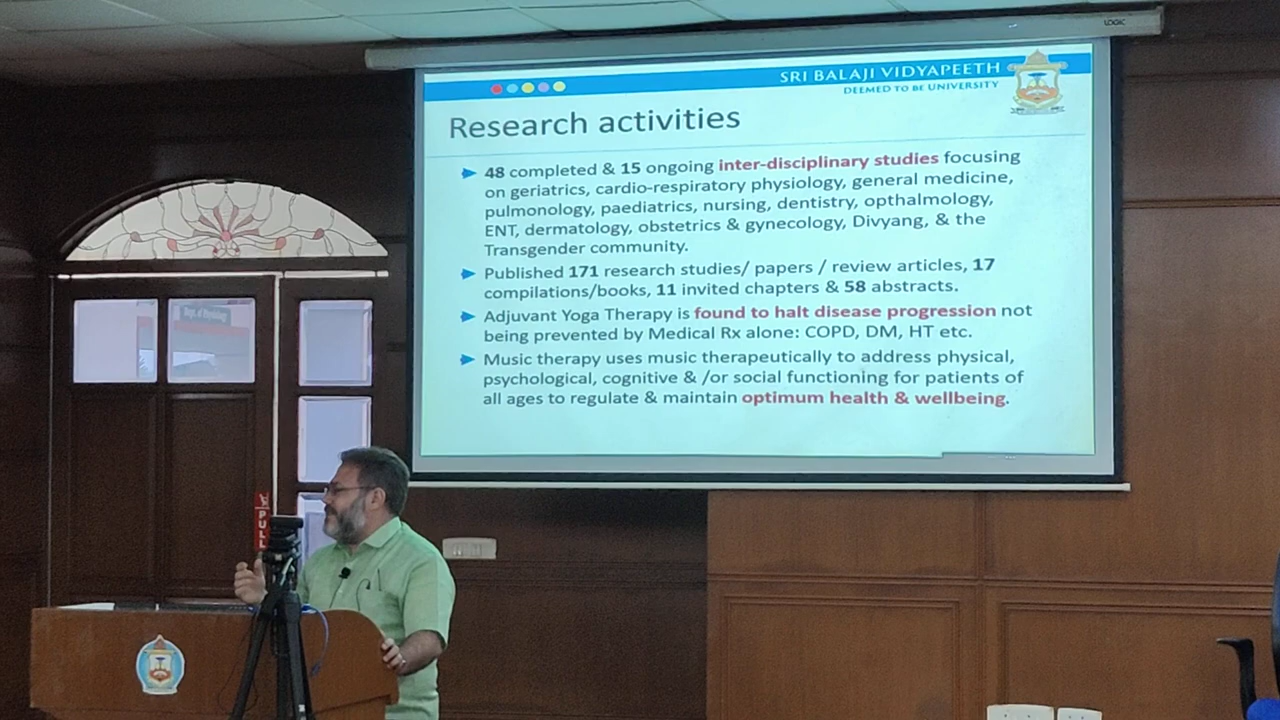 LOGIC
SRI BALAJI VIDYAPEETH
DEEMED TO BE UNIVERSITY
Research activities
48 completed & 15 ongoing inter-disciplinary studies focusing
on geriatrics, cardio-respiratory physiology, general medicine,
pulmonology, paediatrics, nursing, dentistry, opthalmology,
ENT, dermatology, obstetrics & gynecology, Divyang, & the
Transgender community.
Published 171 research studies/ papers / review articles, 17
compilations/books, 11 invited chapters & 58 abstracts.
Adjuvant Yoga Therapy is found to halt disease progression not
being prevented by Medical Rx alone: COPD, DM, HT etc.
Music therapy uses music therapeutically to address physical,
psychological, cognitive & /or social functioning for patients of
all ages to regulate & maintain optimum health & wellbeing.
Dept. of Physiology
PULL